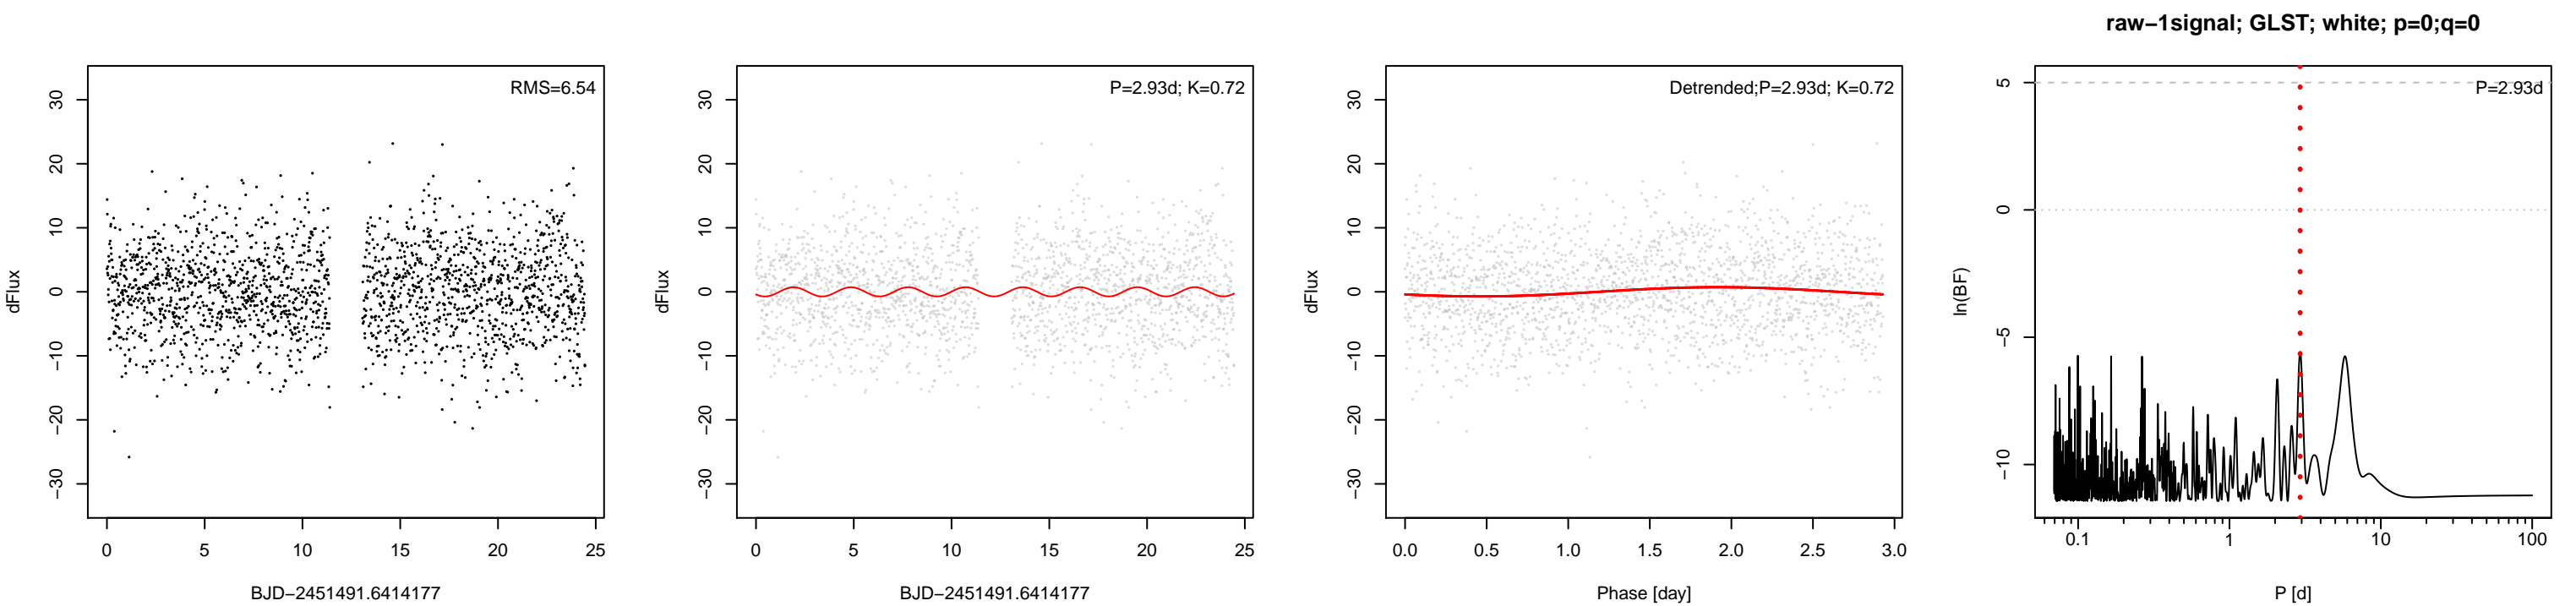 raw−1signal; GLST; white; p=0;q=0
RMS=6.54
30
20
10
0
−10
−20
−30
dFlux
0 5 10 15 20 25
BJD−2451491.6414177
P=2.93d; K=0.72
30
20
10
0
−10
−20
−30
dFlux
0 5 10 15 20 25
BJD−2451491.6414177
Detrended;P=2.93d; K=0.72
30
20
10
0
−10
−20
−30
dFlux
0.0 0.5 1.0 1.5 2.0 2.5 3.0
Phase [day]
P=2.93d
5
0
−5
−10
ln(BF)
0.1 1 10 100
P [d]